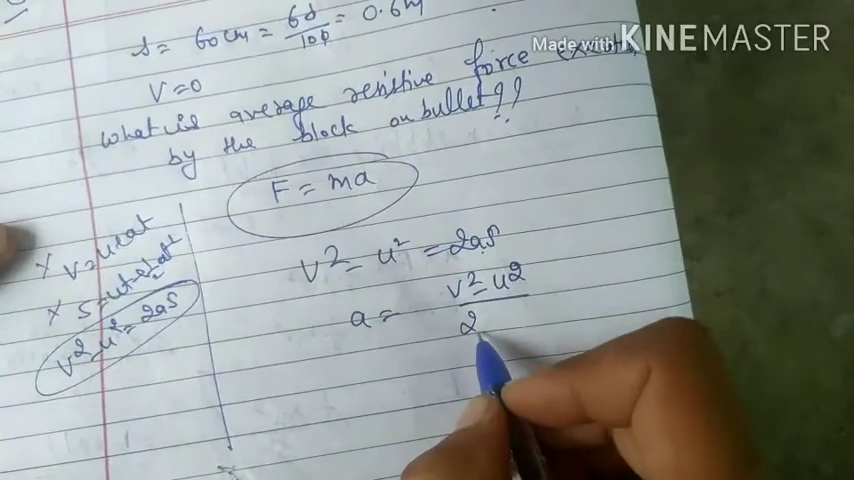 Made with KINEMASTER
s = 60cm = 60/100 = 0.6m
V=0
what is average resistive force
by the block on bullet??
F = ma
V² - u² = 2as
a = v² - u²
2
X V = u+at
X S=ut+½at²
v²-u² = 2as